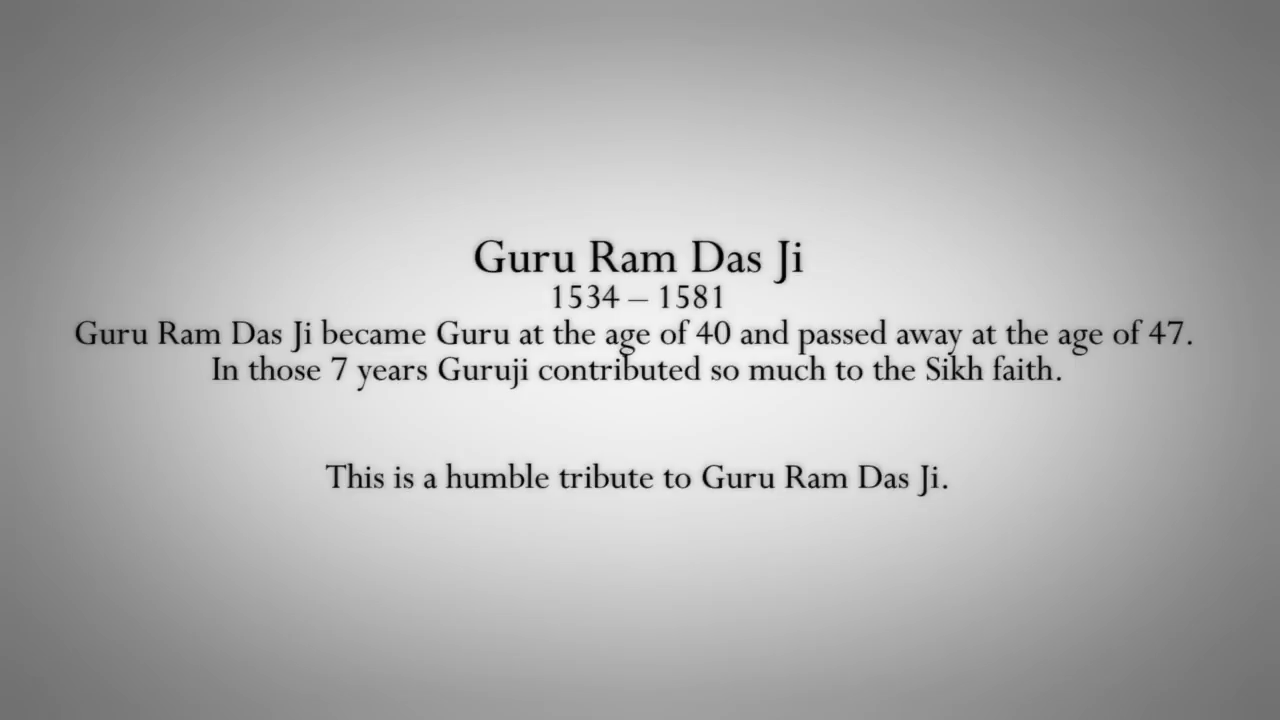 Guru Ram Das Ji
1534 – 1581
Guru Ram Das Ji became Guru at the age of 40 and passed away at the age of 47.
In those 7 years Guruji contributed so much to the Sikh faith.
This is a humble tribute to Guru Ram Das Ji.